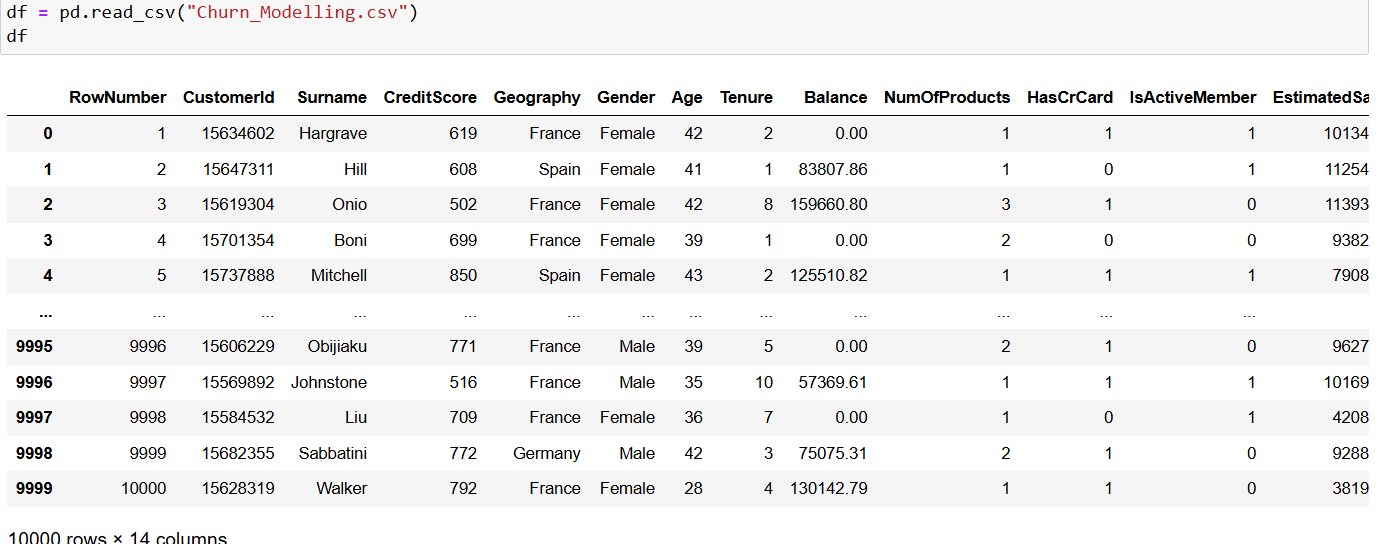 df = pd.read_csv("Churn_Modelling.csv")
df
RowNumber CustomerId Surname CreditScore Geography Gender Age Tenure Balance NumOfProducts HasCrCard IsActiveMember EstimatedSa
0 1 15634602 Hargrave 619 France Female 42 2 0.00 1 1 1 10134
1 2 15647311 Hill 608 Spain Female 41 1 83807.86 1 0 1 11254
2 3 15619304 Onio 502 France Female 42 8 159660.80 3 1 0 11393
3 4 15701354 Boni 699 France Female 39 1 0.00 2 0 0 9382
4 5 15737888 Mitchell 850 Spain Female 43 2 125510.82 1 1 1 7908
... ... ... ... ... ... ... ... ... ... ... ... ...
9995 9996 15606229 Obijiaku 771 France Male 39 5 0.00 2 1 0 9627
9996 9997 15569892 Johnstone 516 France Male 35 10 57369.61 1 1 1 10169
9997 9998 15584532 Liu 709 France Female 36 7 0.00 1 0 1 4208
9998 9999 15682355 Sabbatini 772 Germany Male 42 3 75075.31 2 1 0 9288
9999 10000 15628319 Walker 792 France Female 28 4 130142.79 1 1 0 3819
10000 rows × 14 columns